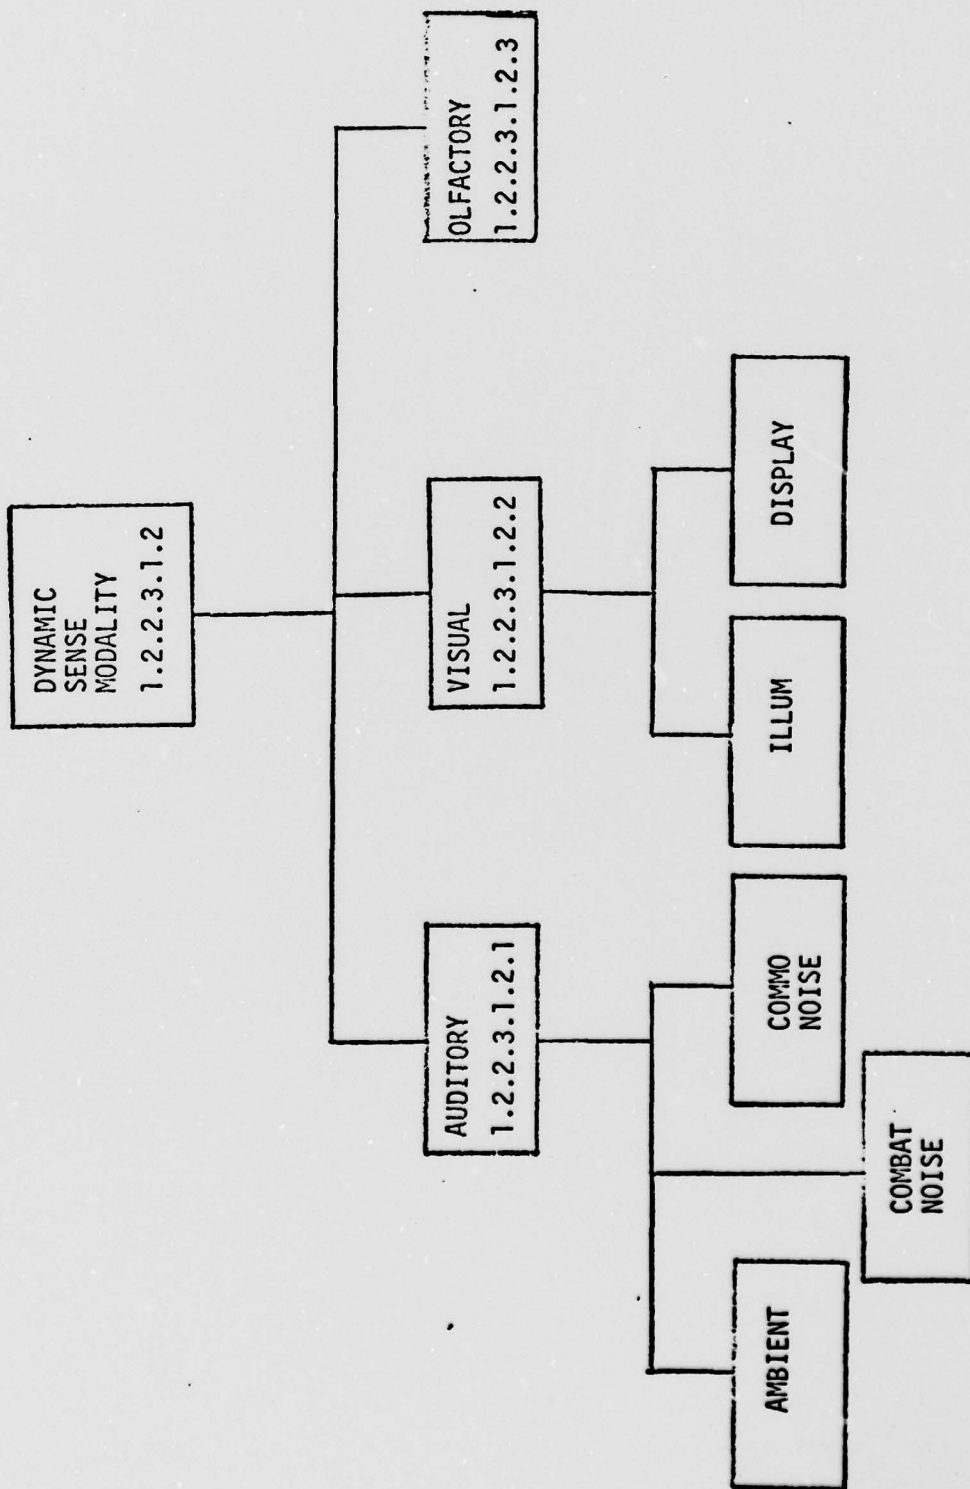 DYNAMIC
SENSE
MODALITY
1.2.2.3.1.2
AUDITORY
1.2.2.3.1.2.1
VISUAL
1.2.2.3.1.2.2
OLFACTORY
1.2.2.3.1.2.3
AMBIENT
COMBAT
NOISE
COMMO
NOISE
ILLUM
DISPLAY